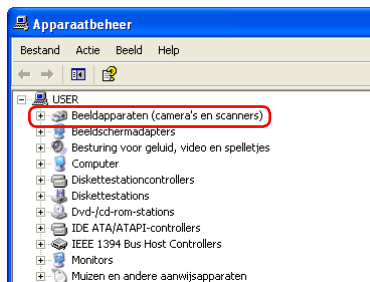 Apparaatbeheer
Bestand Actie Beeld Help
USER
Beeldapparaten (camera's en scanners)
Beeldschermadapters
Besturing voor geluid, video en spelletjes
Computer
Diskettestationcontrollers
Diskettestations
Dvd-/cd-rom-stations
IDE ATA/ATAPI-controllers
IEEE 1394 Bus Host Controllers
Monitors
Muizen en andere aanwijsapparaten